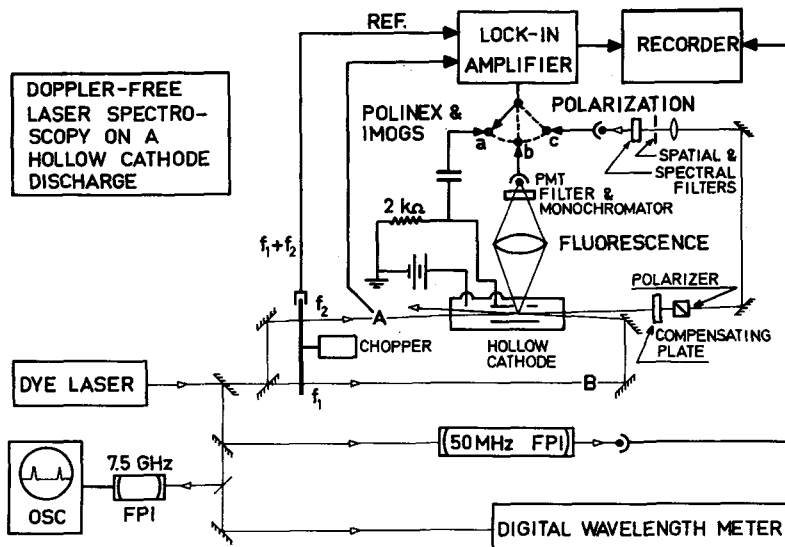 DOPPLER-FREE
LASER SPECTRO-
SCOPY ON A
HOLLOW CATHODE
DISCHARGE
REF.
LOCK-IN
AMPLIFIER
RECORDER
POLINEX &
IMOGS
POLARIZATION
a
b
c
SPATIAL &
SPECTRAL
FILTERS
PMT
FILTER &
MONOCHROMATOR
2 kΩ
FLUORESCENCE
f₁+f₂
f₂
A
CHOPPER
f₁
HOLLOW
CATHODE
POLARIZER
COMPENSATING
PLATE
B
DYE LASER
50 MHz FPI
7.5 GHz
FPI
OSC
DIGITAL WAVELENGTH METER